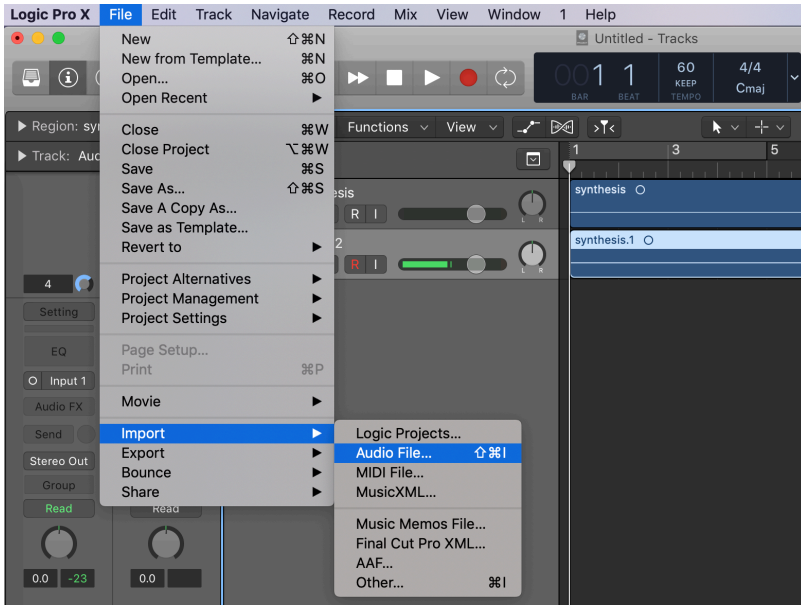 Logic Pro X File Edit Track Navigate Record Mix View Window 1 Help
Untitled - Tracks
New ⇧⌘N
New from Template... ⌘N
Open... ⌘O
Open Recent
001 1 60 4/4
KEEP Cmaj
BAR BEAT TEMPO
Region: sy
Close ⌘W
Functions View
Track: Aud
Close Project ⌥⌘W
Save ⌘S
Save As... ⇧⌘S
Save A Copy As...
Save as Template...
Revert to
1 3 5
synthesis
R I
L R
2
synthesis.1
R I
L R
Project Alternatives
Project Management
Project Settings
Page Setup...
Print ⌘P
Movie
Import
Export
Bounce
Share
Logic Projects...
Audio File... ⇧⌘I
MIDI File...
MusicXML...
Music Memos File...
Final Cut Pro XML...
AAF...
Other... ⌘I
4
Setting
EQ
Input 1
Audio FX
Send
Stereo Out
Group
Read Read
0.0 -23 0.0